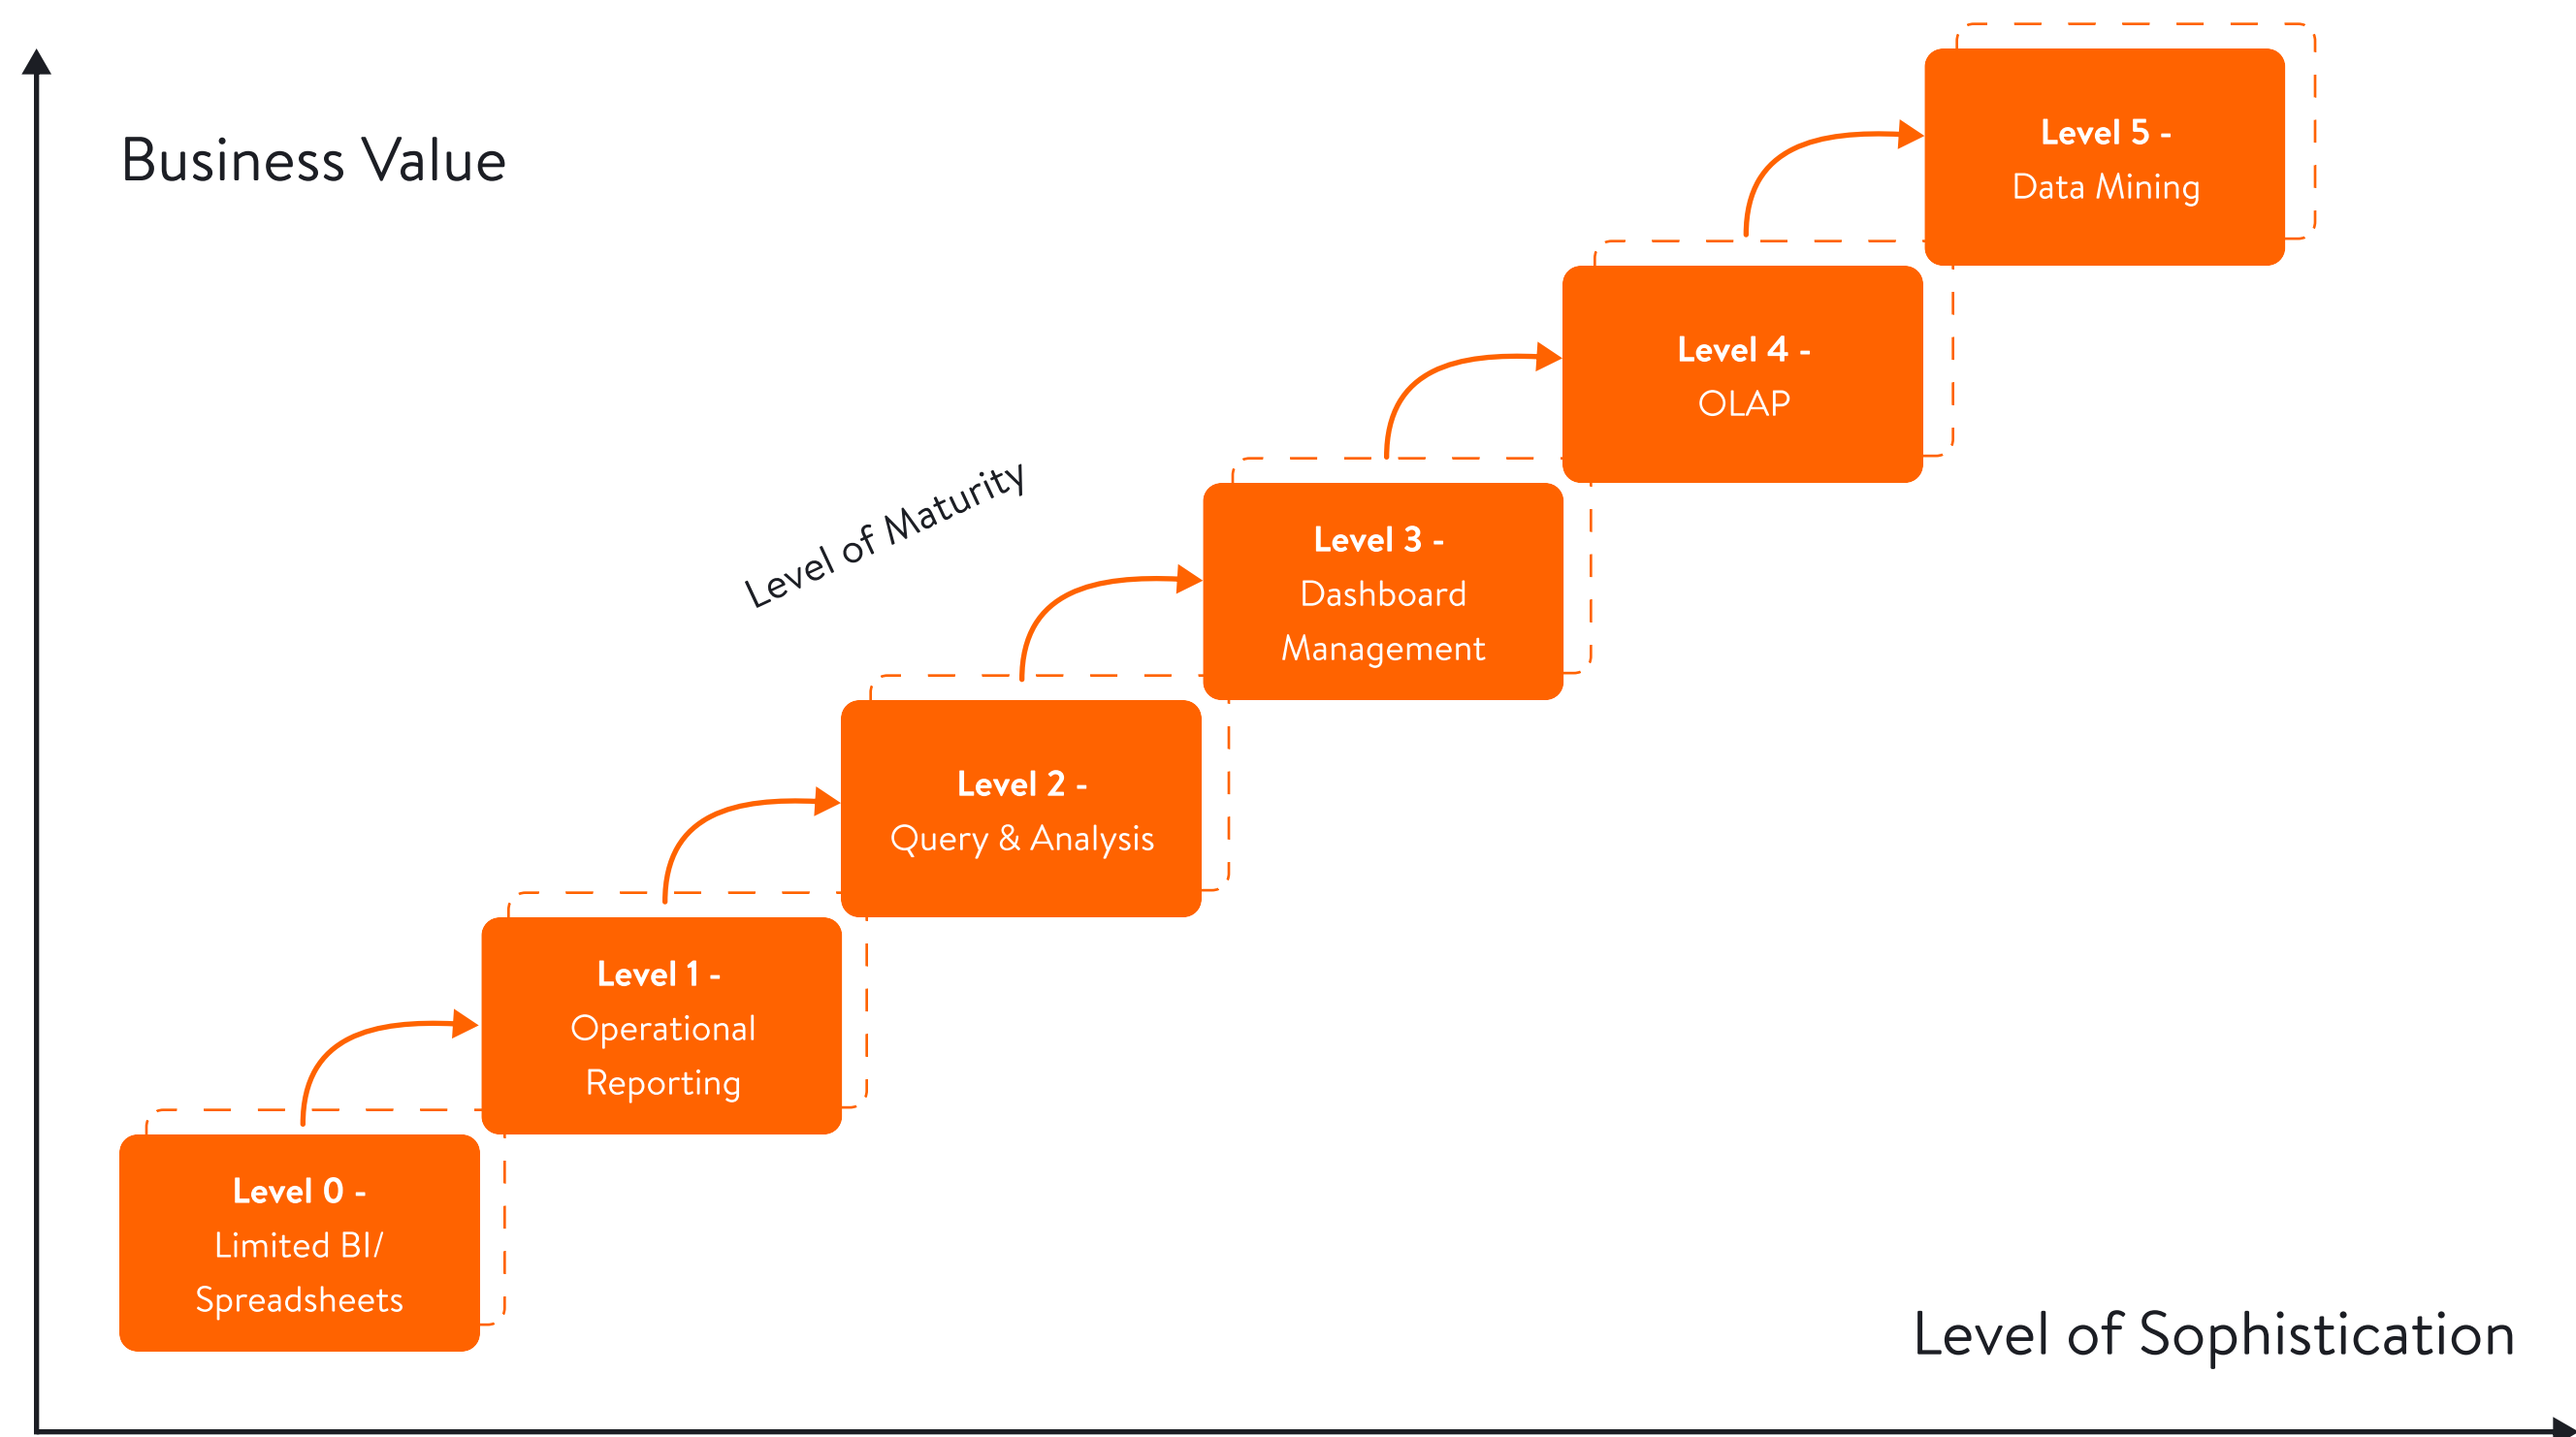 Business Value
Level 5 -
Data Mining
Level 4 -
OLAP
Level of Maturity
Level 3 -
Dashboard
Management
Level 2 -
Query & Analysis
Level 1 -
Operational
Reporting
Level 0 -
Limited BI/
Spreadsheets
Level of Sophistication